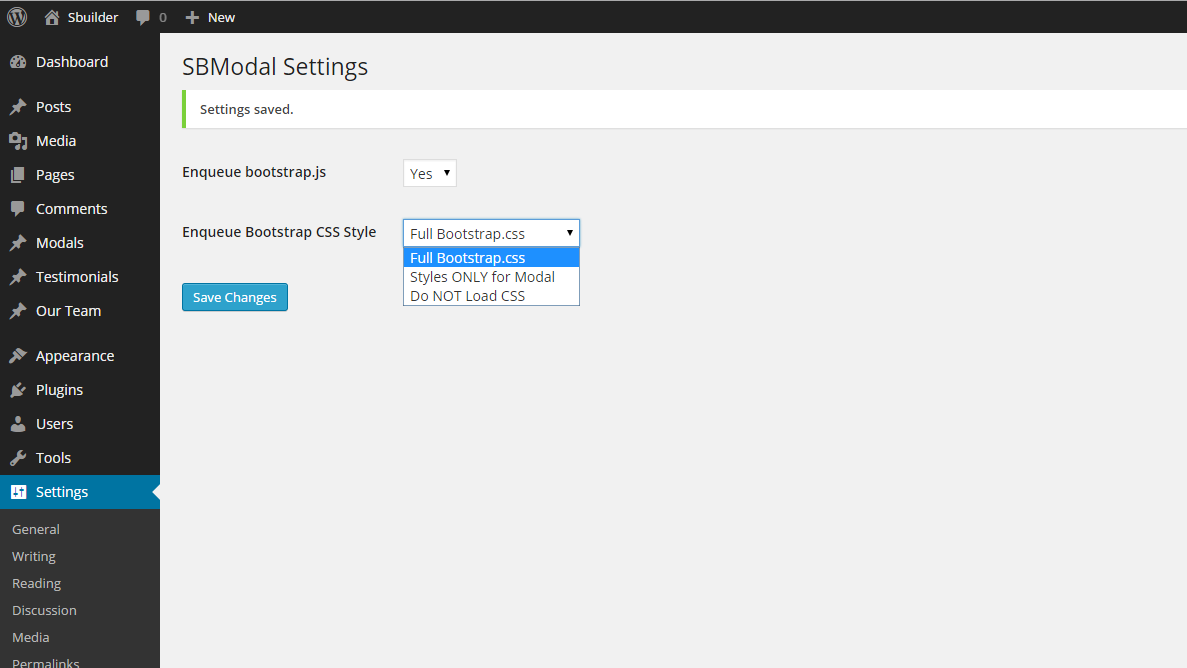 Sbuilder 0 New
Dashboard
Posts
Media
Pages
Comments
Modals
Testimonials
Our Team
Appearance
Plugins
Users
Tools
Settings
General
Writing
Reading
Discussion
Media
Permalinks
SBModal Settings
Settings saved.
Enqueue bootstrap.js Yes
Enqueue Bootstrap CSS Style Full Bootstrap.css
Full Bootstrap.css
Styles ONLY for Modal
Do NOT Load CSS
Save Changes